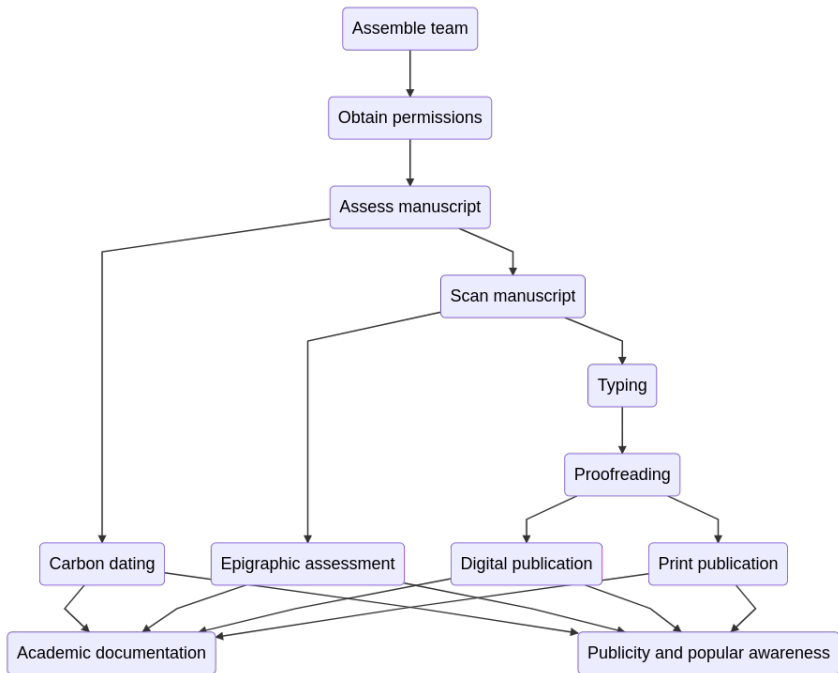 Assemble team
Obtain permissions
Assess manuscript
Scan manuscript
Typing
Proofreading
Carbon dating
Epigraphic assessment
Digital publication
Print publication
Academic documentation
Publicity and popular awareness